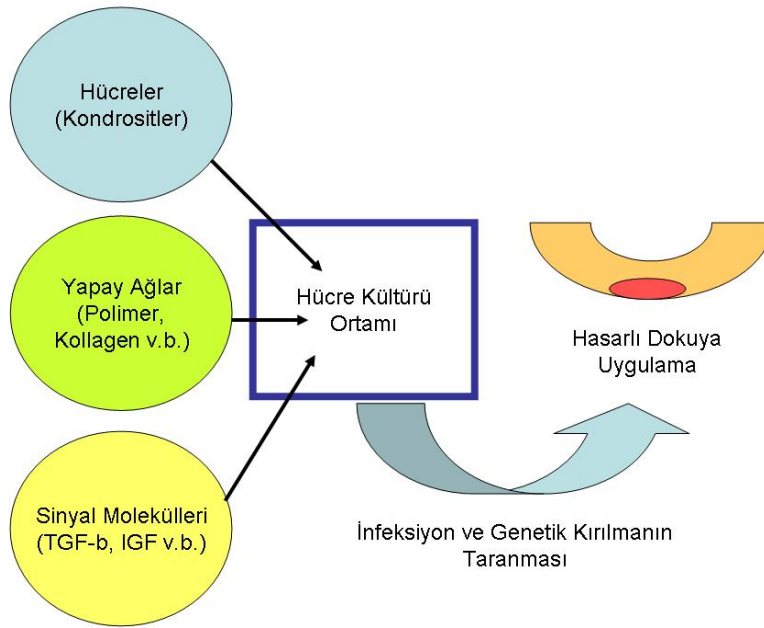 Hücreler
(Kondrositler)
Yapay Ağlar
(Polimer,
Kollagen v.b.)
Sinyal Molekülleri
(TGF-b, IGF v.b.)
Hücre Kültürü
Ortamı
Hasarlı Dokuya
Uygulama
İnfeksiyon ve Genetik Kırılmanın
Taranması